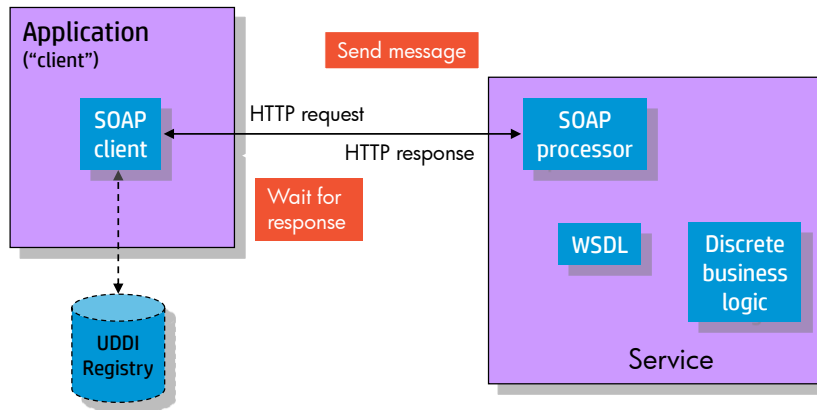 Application
(“client”)
Send message
SOAP
client
HTTP request
HTTP response
SOAP
processor
Wait for
response
WSDL
Discrete
business
logic
UDDI
Registry
Service